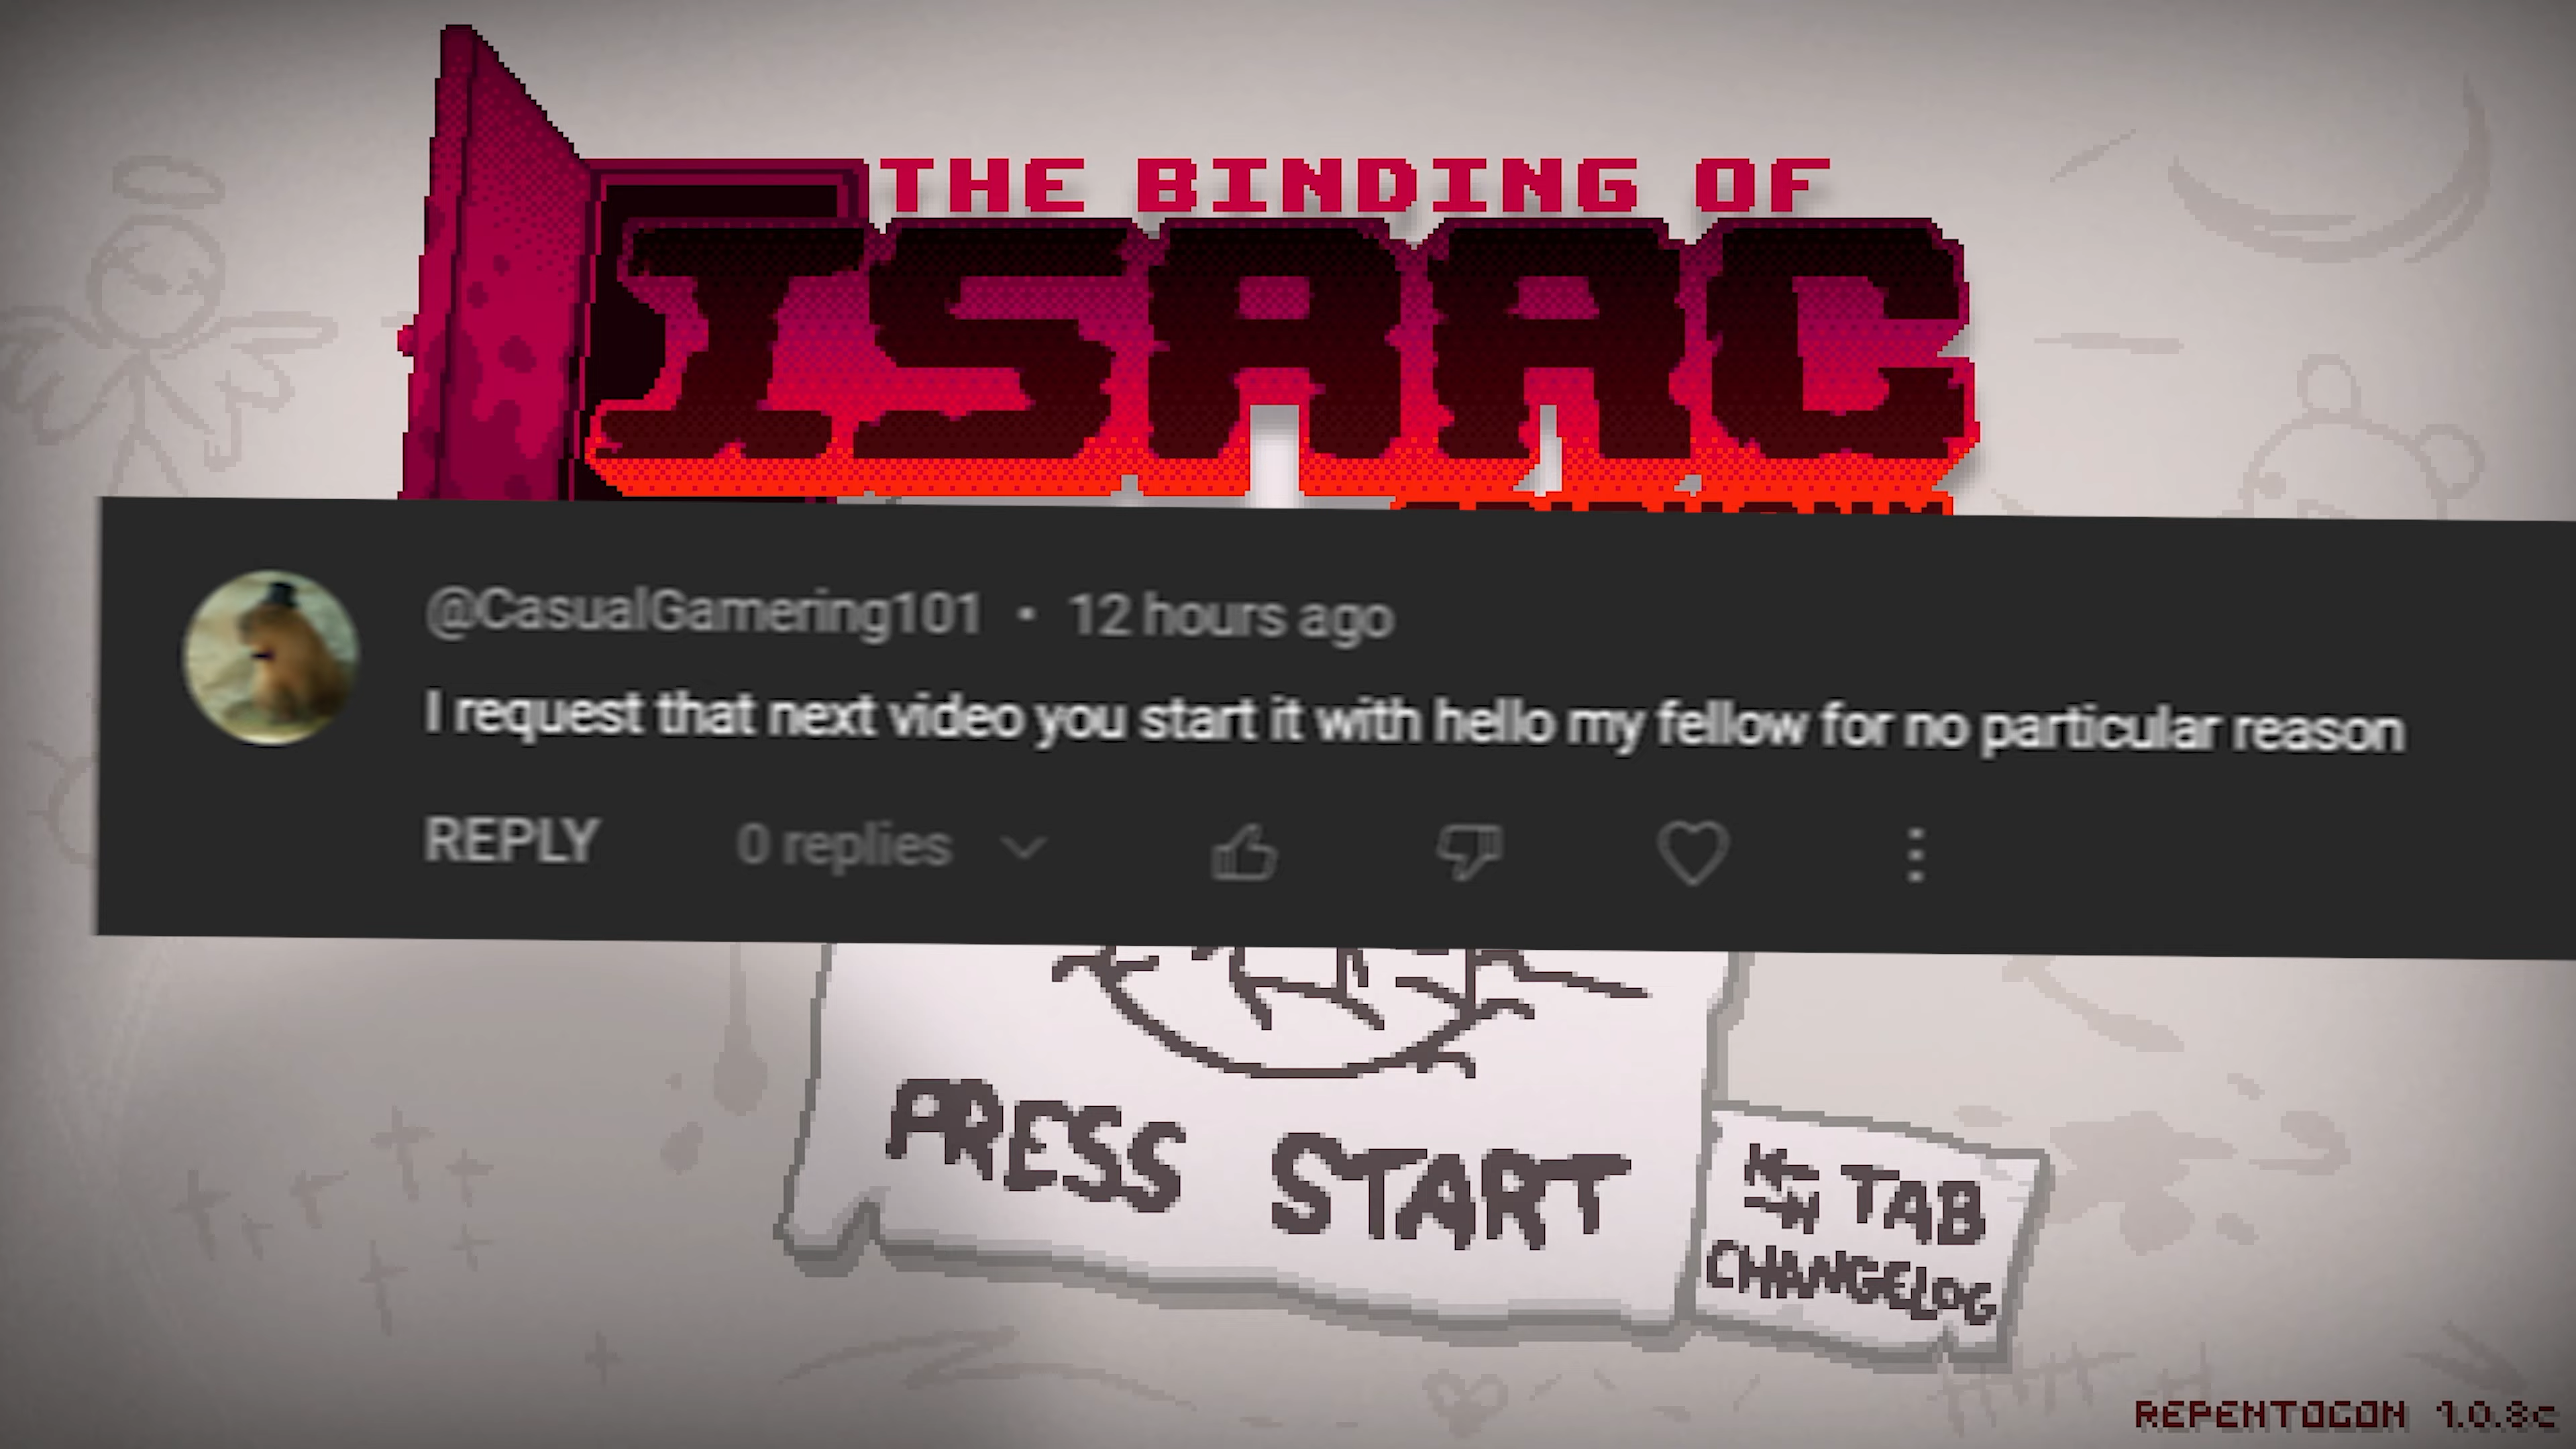 THE BINDING OF
ISAAC
@CasualGamering101 • 12 hours ago
I request that next video you start it with hello my fellow for no particular reason
REPLY 0 replies
PRESS START
TAB
CHANGELOG
REPENTOGON 1.0.8c